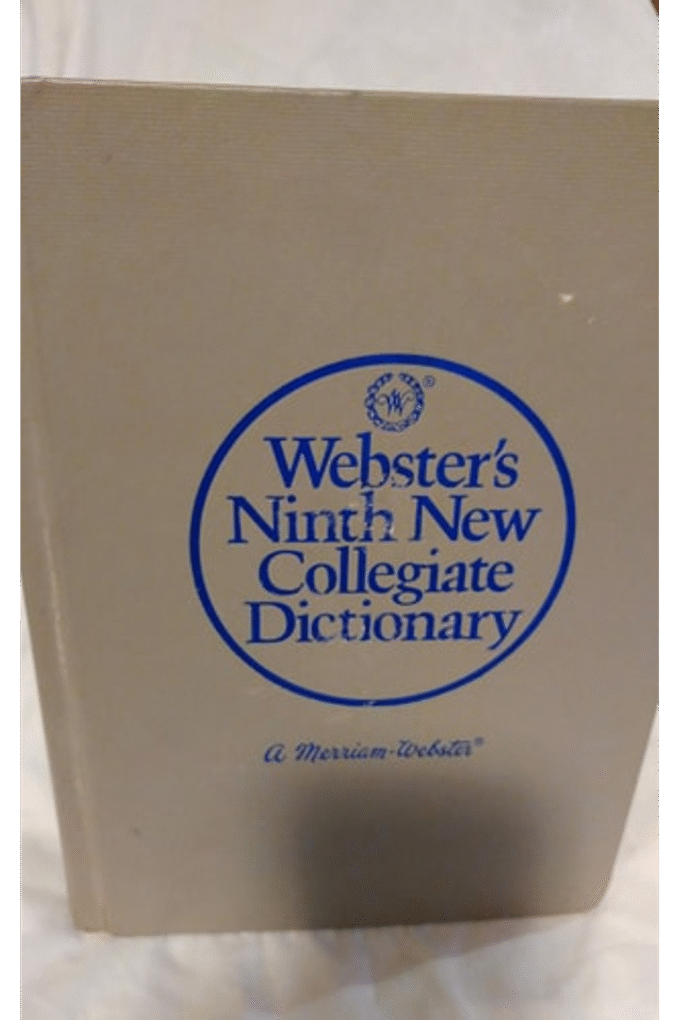 W
®
Webster's
Ninth New
Collegiate
Dictionary
A Merriam-Webster®